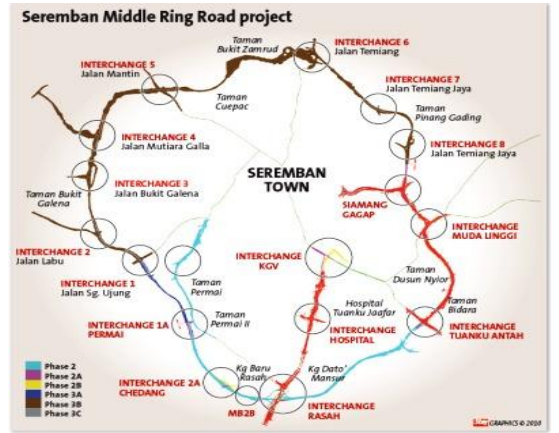 Seremban Middle Ring Road project
Taman
Bukit Zamrud
INTERCHANGE 6
Jalan Temiang
INTERCHANGE 5
Jalan Mantin
INTERCHANGE 7
Jalan Temiang Jaya
Taman
Cuepac
Taman
Pinang Gading
INTERCHANGE 4
Jalan Mutiara Galla
INTERCHANGE 8
Jalan Temiang Jaya
SEREMBAN
TOWN
INTERCHANGE 3
Jalan Bukit Galena
Taman Bukit
Galena
SIAMANG
GAGAP
INTERCHANGE
MUDA LINGGI
INTERCHANGE 2
Jalan Labu
INTERCHANGE
KGV
INTERCHANGE 1
Jalan Sg. Ujung
Taman
Permai
Taman
Dusun Nyior
Hospital
Tuanku Jaafar
Taman
Bidara
INTERCHANGE 1A
PERMAI
Taman
Permai II
INTERCHANGE
HOSPITAL
INTERCHANGE
TUANKU ANTAH
Phase 2
Phase 2A
Phase 2B
Phase 3A
Phase 3B
Phase 3C
Kg Baru
Rasah
Kg Dato'
Mansur
INTERCHANGE 2A
CHEDANG
MB2B
INTERCHANGE
RASAH
GRAPHICS © 2010